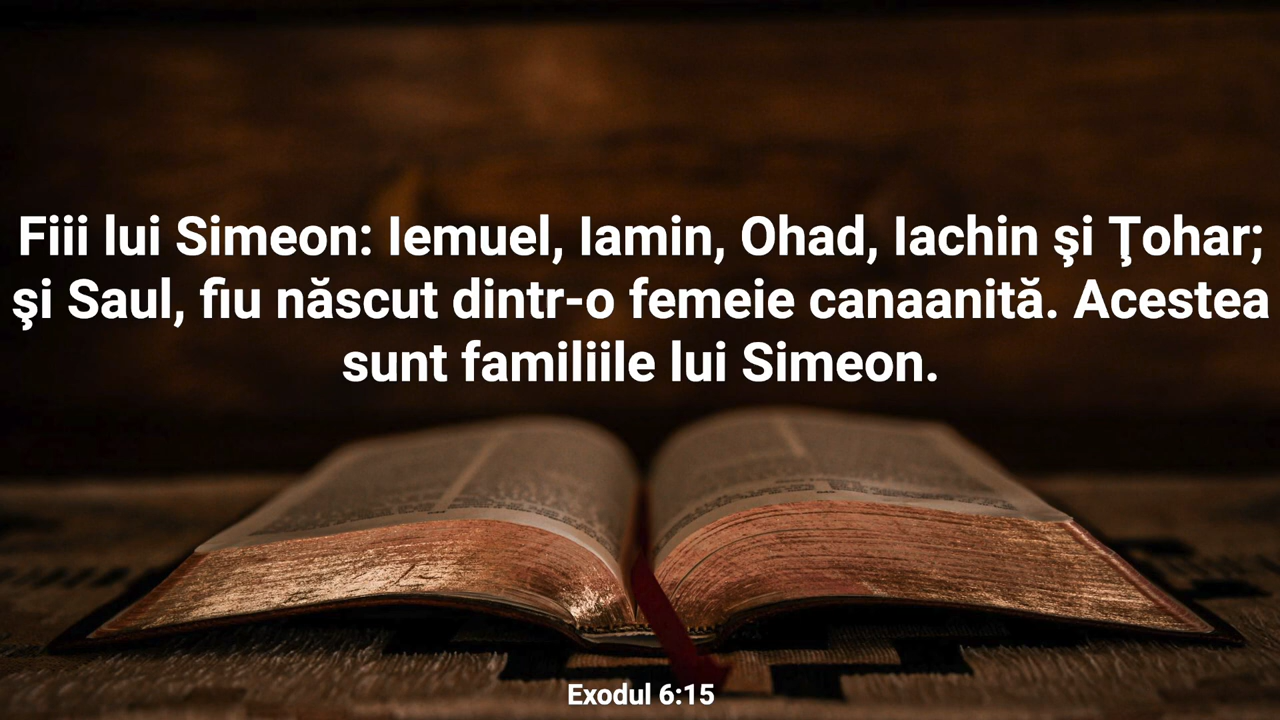 Fiii lui Simeon: Iemuel, Iamin, Ohad, Iachin şi Ţohar;
şi Saul, fiu născut dintr-o femeie canaanită. Acestea
sunt familiile lui Simeon.
Exodul 6:15